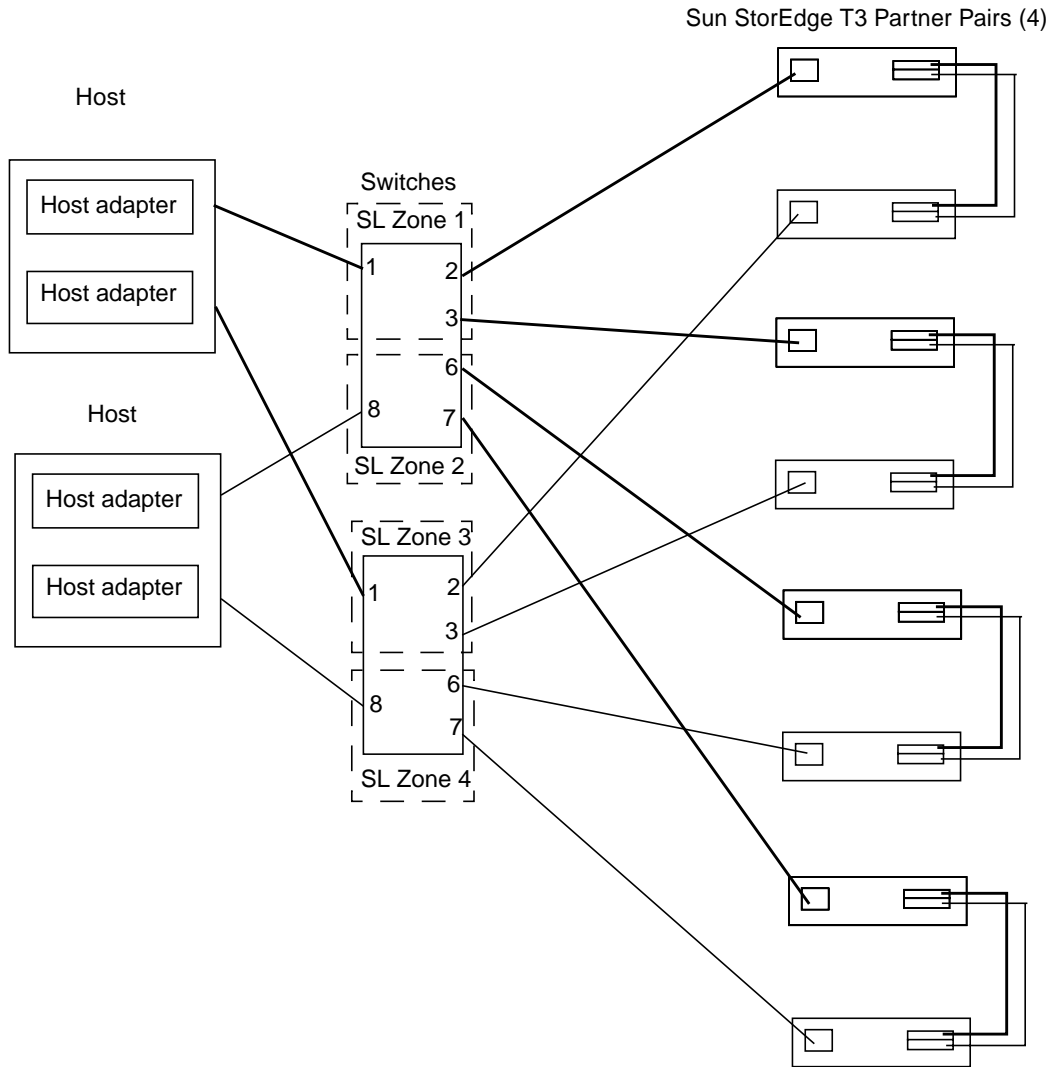 Sun StorEdge T3 Partner Pairs (4)
Host
Host adapter
Host adapter
Switches
SL Zone 1
1
2
3
6
8
7
SL Zone 2
Host
Host adapter
Host adapter
SL Zone 3
1
2
3
6
8
7
SL Zone 4